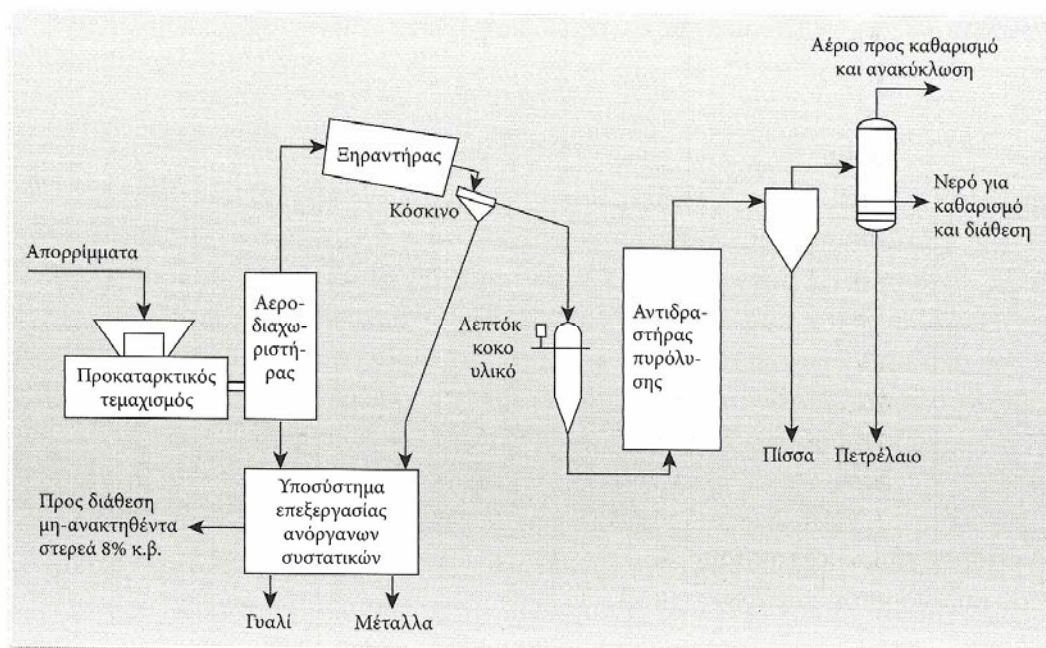 Αέριο προς καθαρισμό
και ανακύκλωση
Ξηραντήρας
Κόσκινο
Νερό για
καθαρισμό
και διάθεση
Απορρίμματα
Αερο-
διαχω-
ριστή-
ρας
Προκαταρκτικός
τεμαχισμός
Λεπτόκ
κοκο
υλικό
Αντιδρα-
στήρας
πυρόλυ-
σης
Πίσσα
Πετρέλαιο
Υποσύστημα
επεξεργασίας
ανόργανων
συστατικών
Προς διάθεση
μη-ανακτηθέντα
στερεά 8% κ.β.
Γυαλί
Μέταλλα